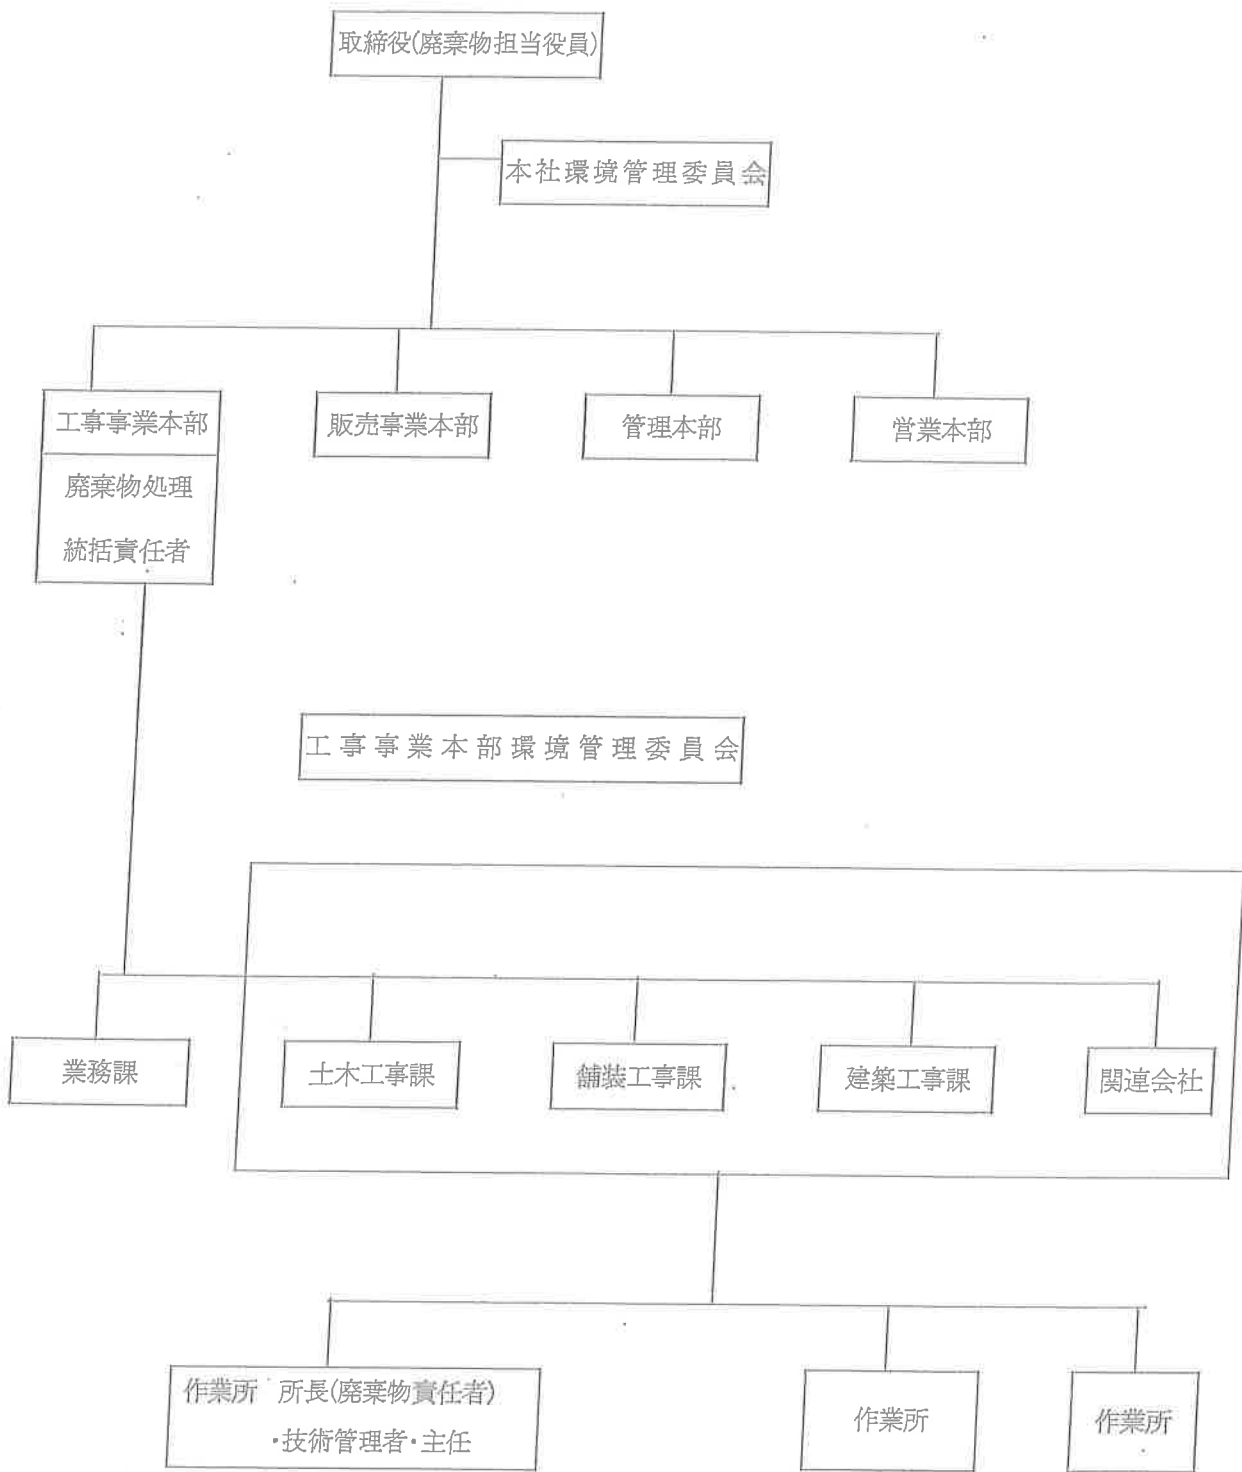 取締役(廃棄物担当役員)
本社環境管理委員会
工事事業本部
販売事業本部
管理本部
営業本部
廃棄物処理
統括責任者
工事事業本部環境管理委員会
業務課
土木工事課
舗装工事課
建築工事課
関連会社
作業所 所長(廃棄物責任者)
・技術管理者・主任
作業所
作業所